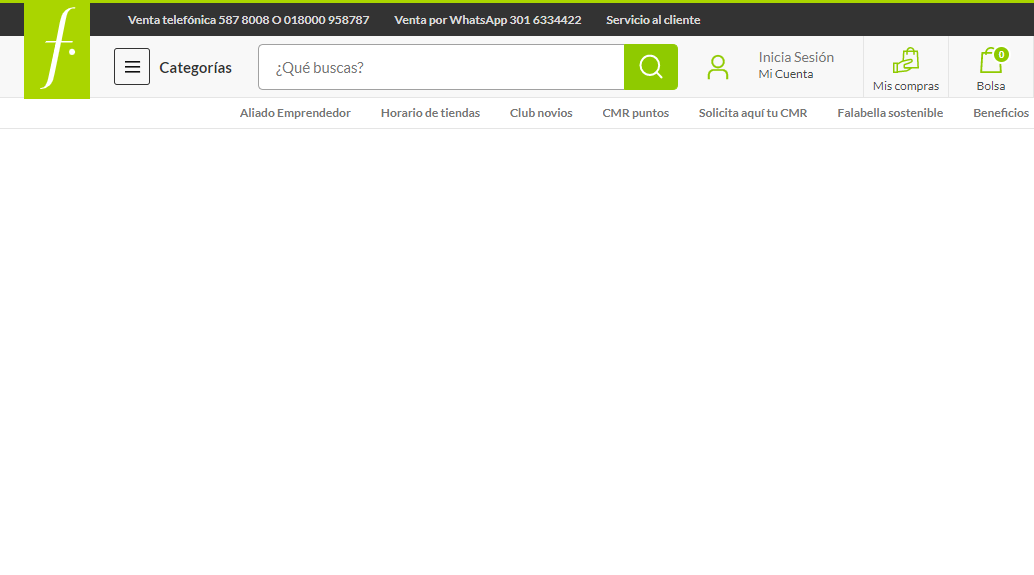 Venta telefónica 587 8008 O 018000 958787 Venta por WhatsApp 301 6334422 Servicio al cliente
f.
Categorías
¿Qué buscas?
Inicia Sesión
Mi Cuenta
Mis compras
0
Bolsa
Aliado Emprendedor Horario de tiendas Club novios CMR puntos Solicita aquí tu CMR Falabella sostenible Beneficios